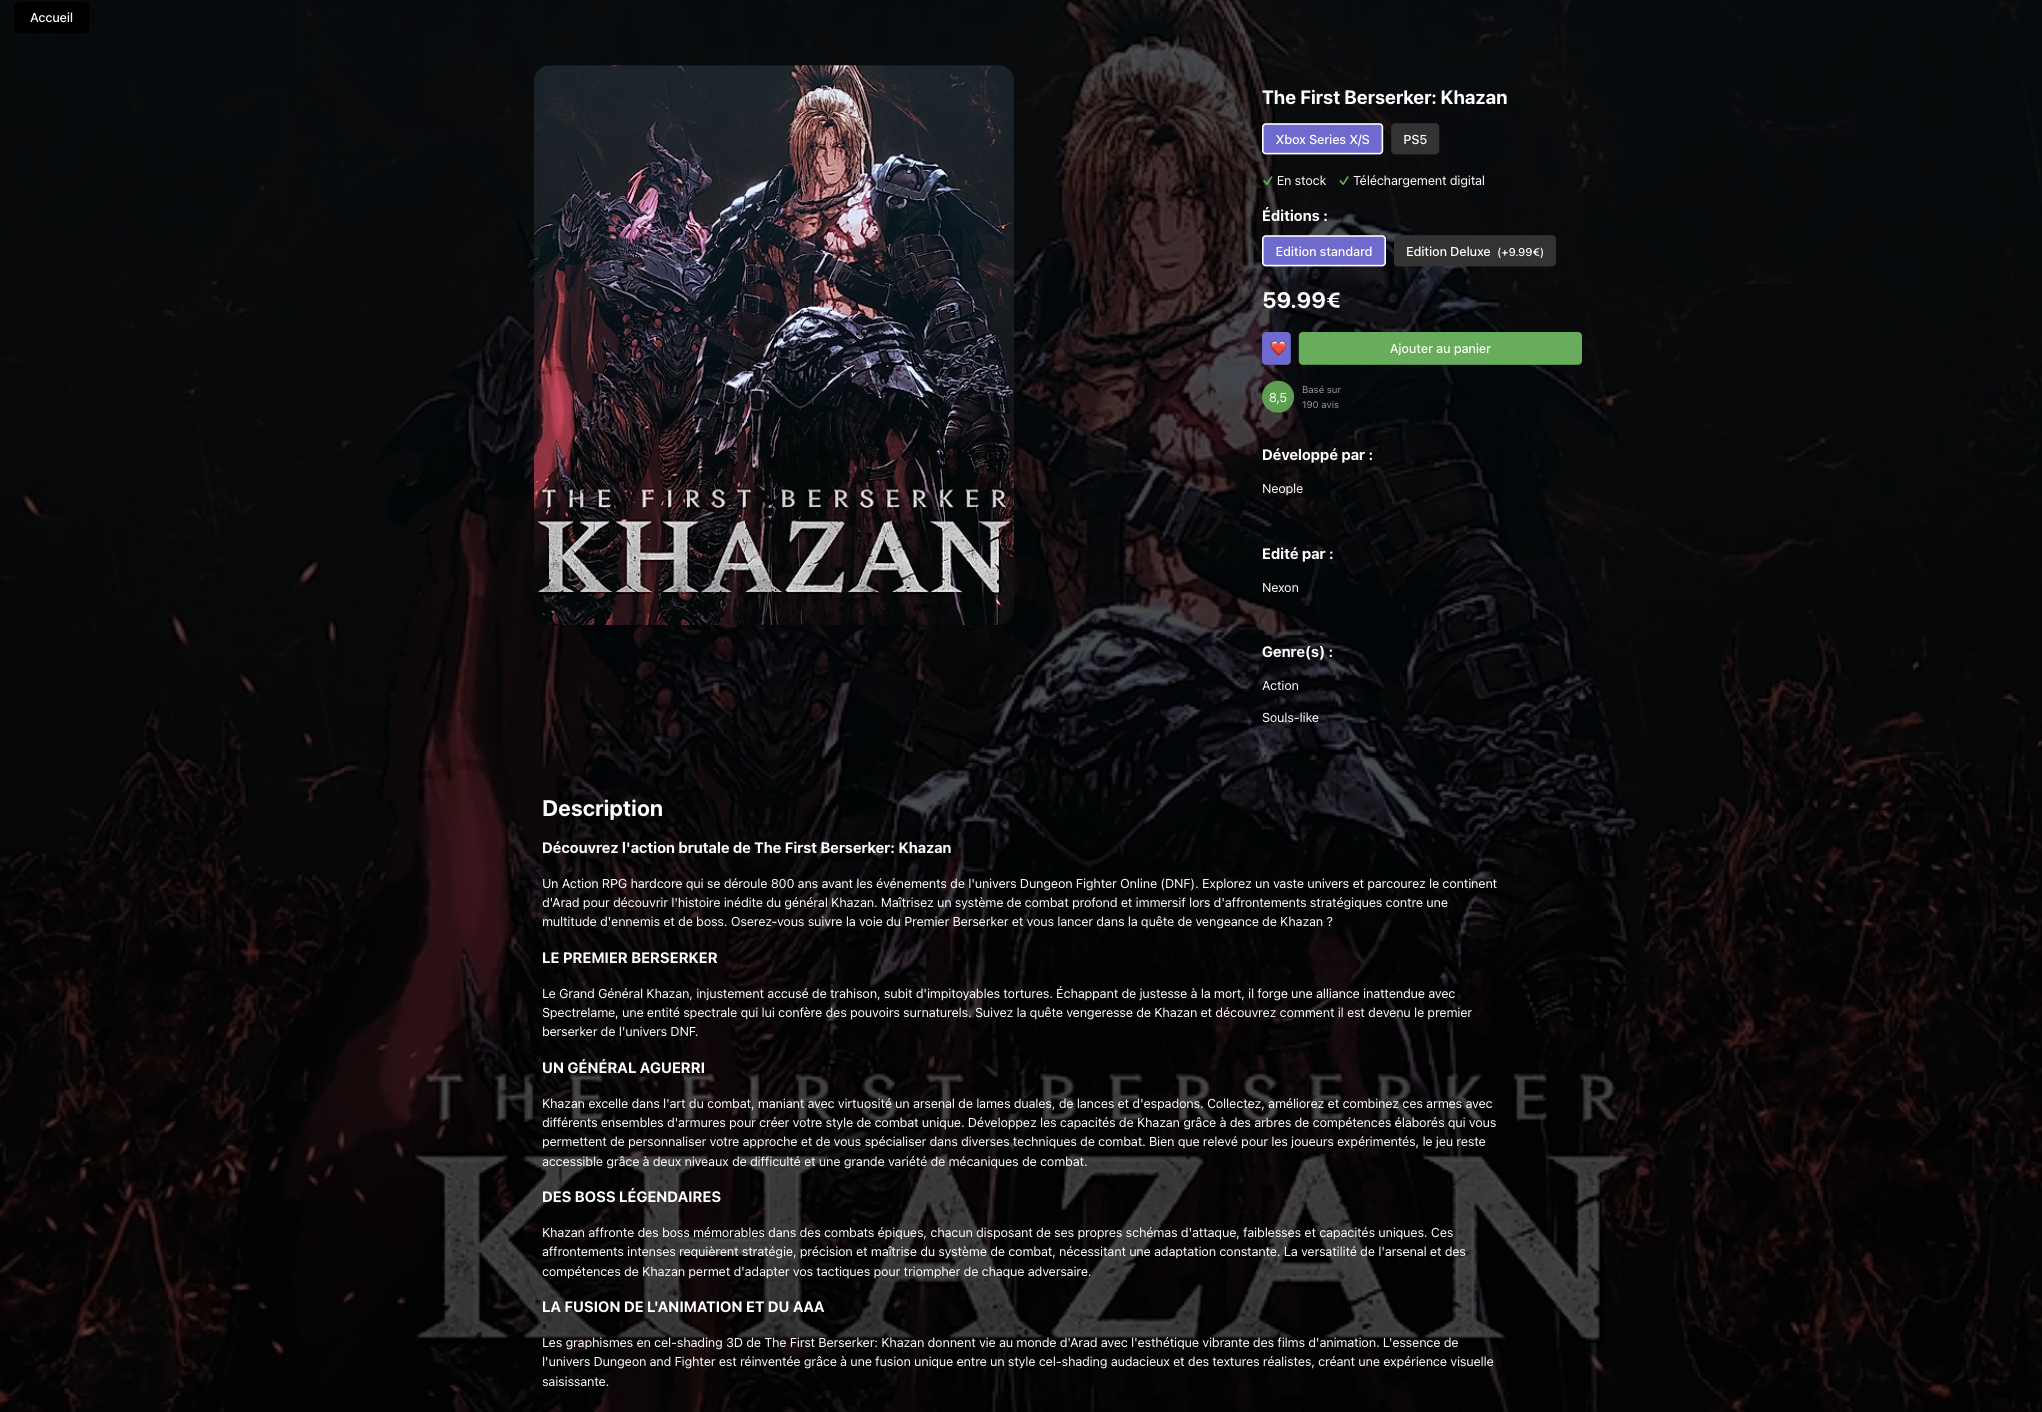 Accueil
THE FIRST BERSERKER
KHAZAN
The First Berserker: Khazan
Xbox Series X/S
PS5
En stock
Téléchargement digital
Éditions :
Edition standard
Edition Deluxe (+9.99€)
59.99€
Ajouter au panier
8,5
Basé sur
190 avis
Développé par :
Neople
Edité par :
Nexon
Genre(s) :
Action
Souls-like
Description
Découvrez l'action brutale de The First Berserker: Khazan
Un Action RPG hardcore qui se déroule 800 ans avant les événements de l'univers Dungeon Fighter Online (DNF). Explorez un vaste univers et parcourez le continent
d'Arad pour découvrir l'histoire inédite du général Khazan. Maîtrisez un système de combat profond et immersif lors d'affrontements stratégiques contre une
multitude d'ennemis et de boss. Oserez-vous suivre la voie du Premier Berserker et vous lancer dans la quête de vengeance de Khazan ?
LE PREMIER BERSERKER
Le Grand Général Khazan, injustement accusé de trahison, subit d'impitoyables tortures. Échappant de justesse à la mort, il forge une alliance inattendue avec
Spectrelame, une entité spectrale qui lui confère des pouvoirs surnaturels. Suivez la quête vengeresse de Khazan et découvrez comment il est devenu le premier
berserker de l'univers DNF.
UN GÉNÉRAL AGUERRI
THE FIRST BERSERKER
Khazan excelle dans l'art du combat, maniant avec virtuosité un arsenal de lames duales, de lances et d'espadons. Collectez, améliorez et combinez ces armes avec
différents ensembles d'armures pour créer votre style de combat unique. Développez les capacités de Khazan grâce à des arbres de compétences élaborés qui vous
permettent de personnaliser votre approche et de vous spécialiser dans diverses techniques de combat. Bien que relevé pour les joueurs expérimentés, le jeu reste
accessible grâce à deux niveaux de difficulté et une grande variété de mécaniques de combat.
DES BOSS LÉGENDAIRES
KHAZAN
Khazan affronte des boss mémorables dans des combats épiques, chacun disposant de ses propres schémas d'attaque, faiblesses et capacités uniques. Ces
affrontements intenses requièrent stratégie, précision et maîtrise du système de combat, nécessitant une adaptation constante. La versatilité de l'arsenal et des
compétences de Khazan permet d'adapter vos tactiques pour triompher de chaque adversaire.
LA FUSION DE L'ANIMATION ET DU AAA
Les graphismes en cel-shading 3D de The First Berserker: Khazan donnent vie au monde d'Arad avec l'esthétique vibrante des films d'animation. L'essence de
l'univers Dungeon and Fighter est réinventée grâce à une fusion unique entre un style cel-shading audacieux et des textures réalistes, créant une expérience visuelle
saisissante.